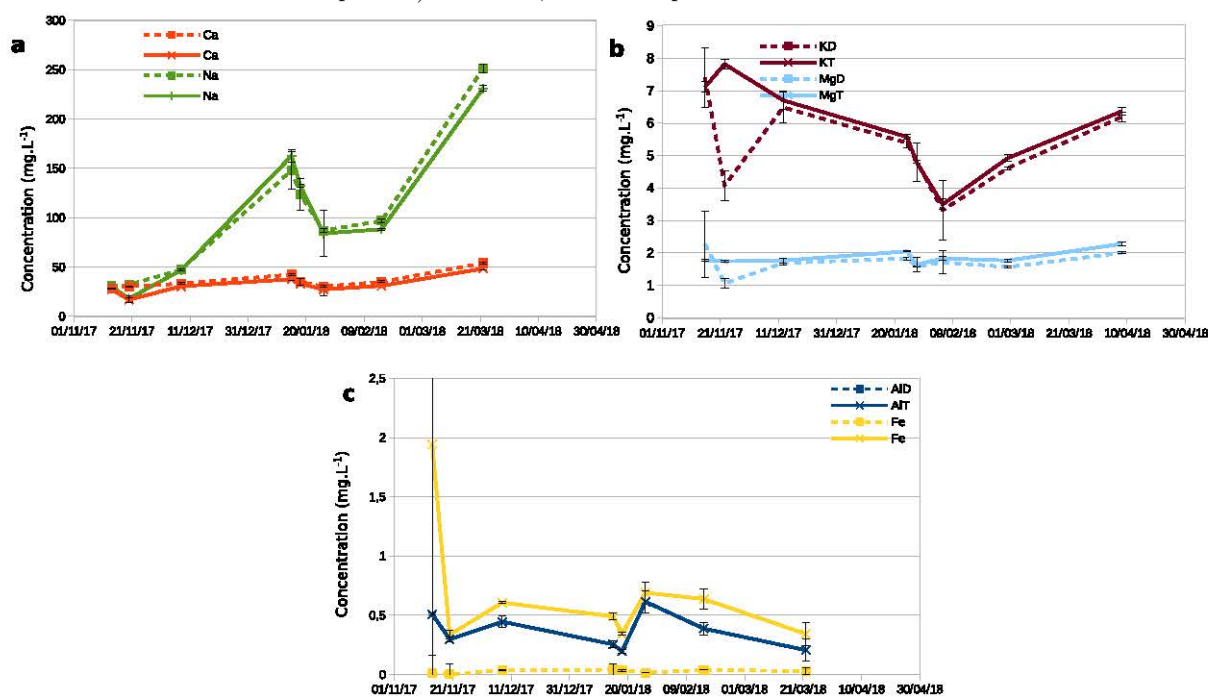 a
300
250
200
150
100
50
0
Concentration (mg.L-1)
Ca
Ca
Na
Na
01/11/17 21/11/17 11/12/17 31/12/17 20/01/18 09/02/18 01/03/18 21/03/18 10/04/18 30/04/18
b
9
8
7
6
5
4
3
2
1
0
Concentration (mg.L-1)
KD
KT
MgD
MgT
01/11/17 21/11/17 11/12/17 31/12/17 20/01/18 09/02/18 01/03/18 21/03/18 10/04/18 30/04/18
c
2,5
2
1,5
1
0,5
0
Concentration (mg.L-1)
AlD
AlT
Fe
Fe
01/11/17 21/11/17 11/12/17 31/12/17 20/01/18 09/02/18 01/03/18 21/03/18 10/04/18 30/04/18